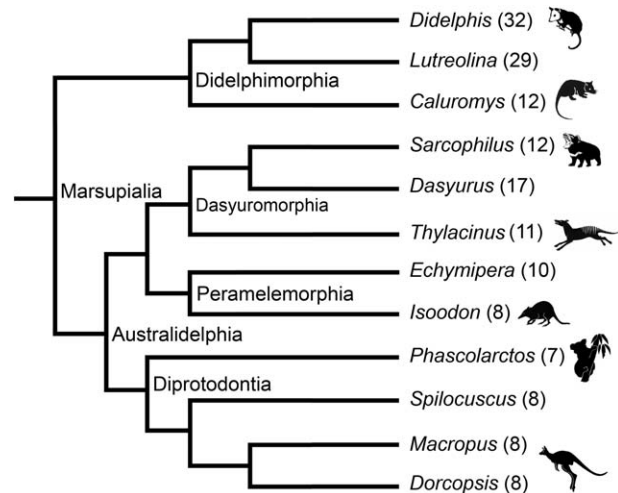 Didelphis (32)
Lutreolina (29)
Didelphimorphia
Caluromys (12)
Sarcophilus (12)
Marsupialia
Dasyurus (17)
Dasyuromorphia
Thylacinus (11)
Echymipera (10)
Peramelemorphia
Isoodon (8)
Australidelphia
Phascolarctos (7)
Diprotodontia
Spilocuscus (8)
Macropus (8)
Dorcopsis (8)